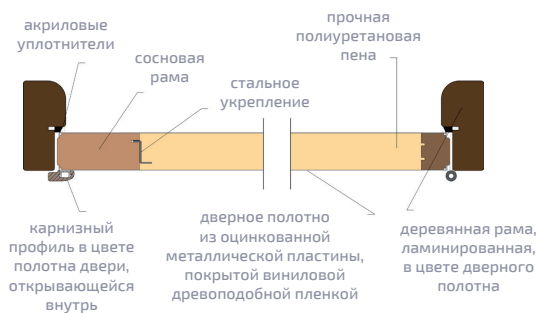 акриловые
уплотнители
сосновая
рама
стальное
укрепление
прочная
полиуретановая
пена
карнизный
профиль в цвете
полотна двери,
открывающейся
внутрь
дверное полотно
из оцинкованной
металлической пластины,
покрытой виниловой
древоподобной пленкой
деревянная рама,
ламинированная,
в цвете дверного
полотна